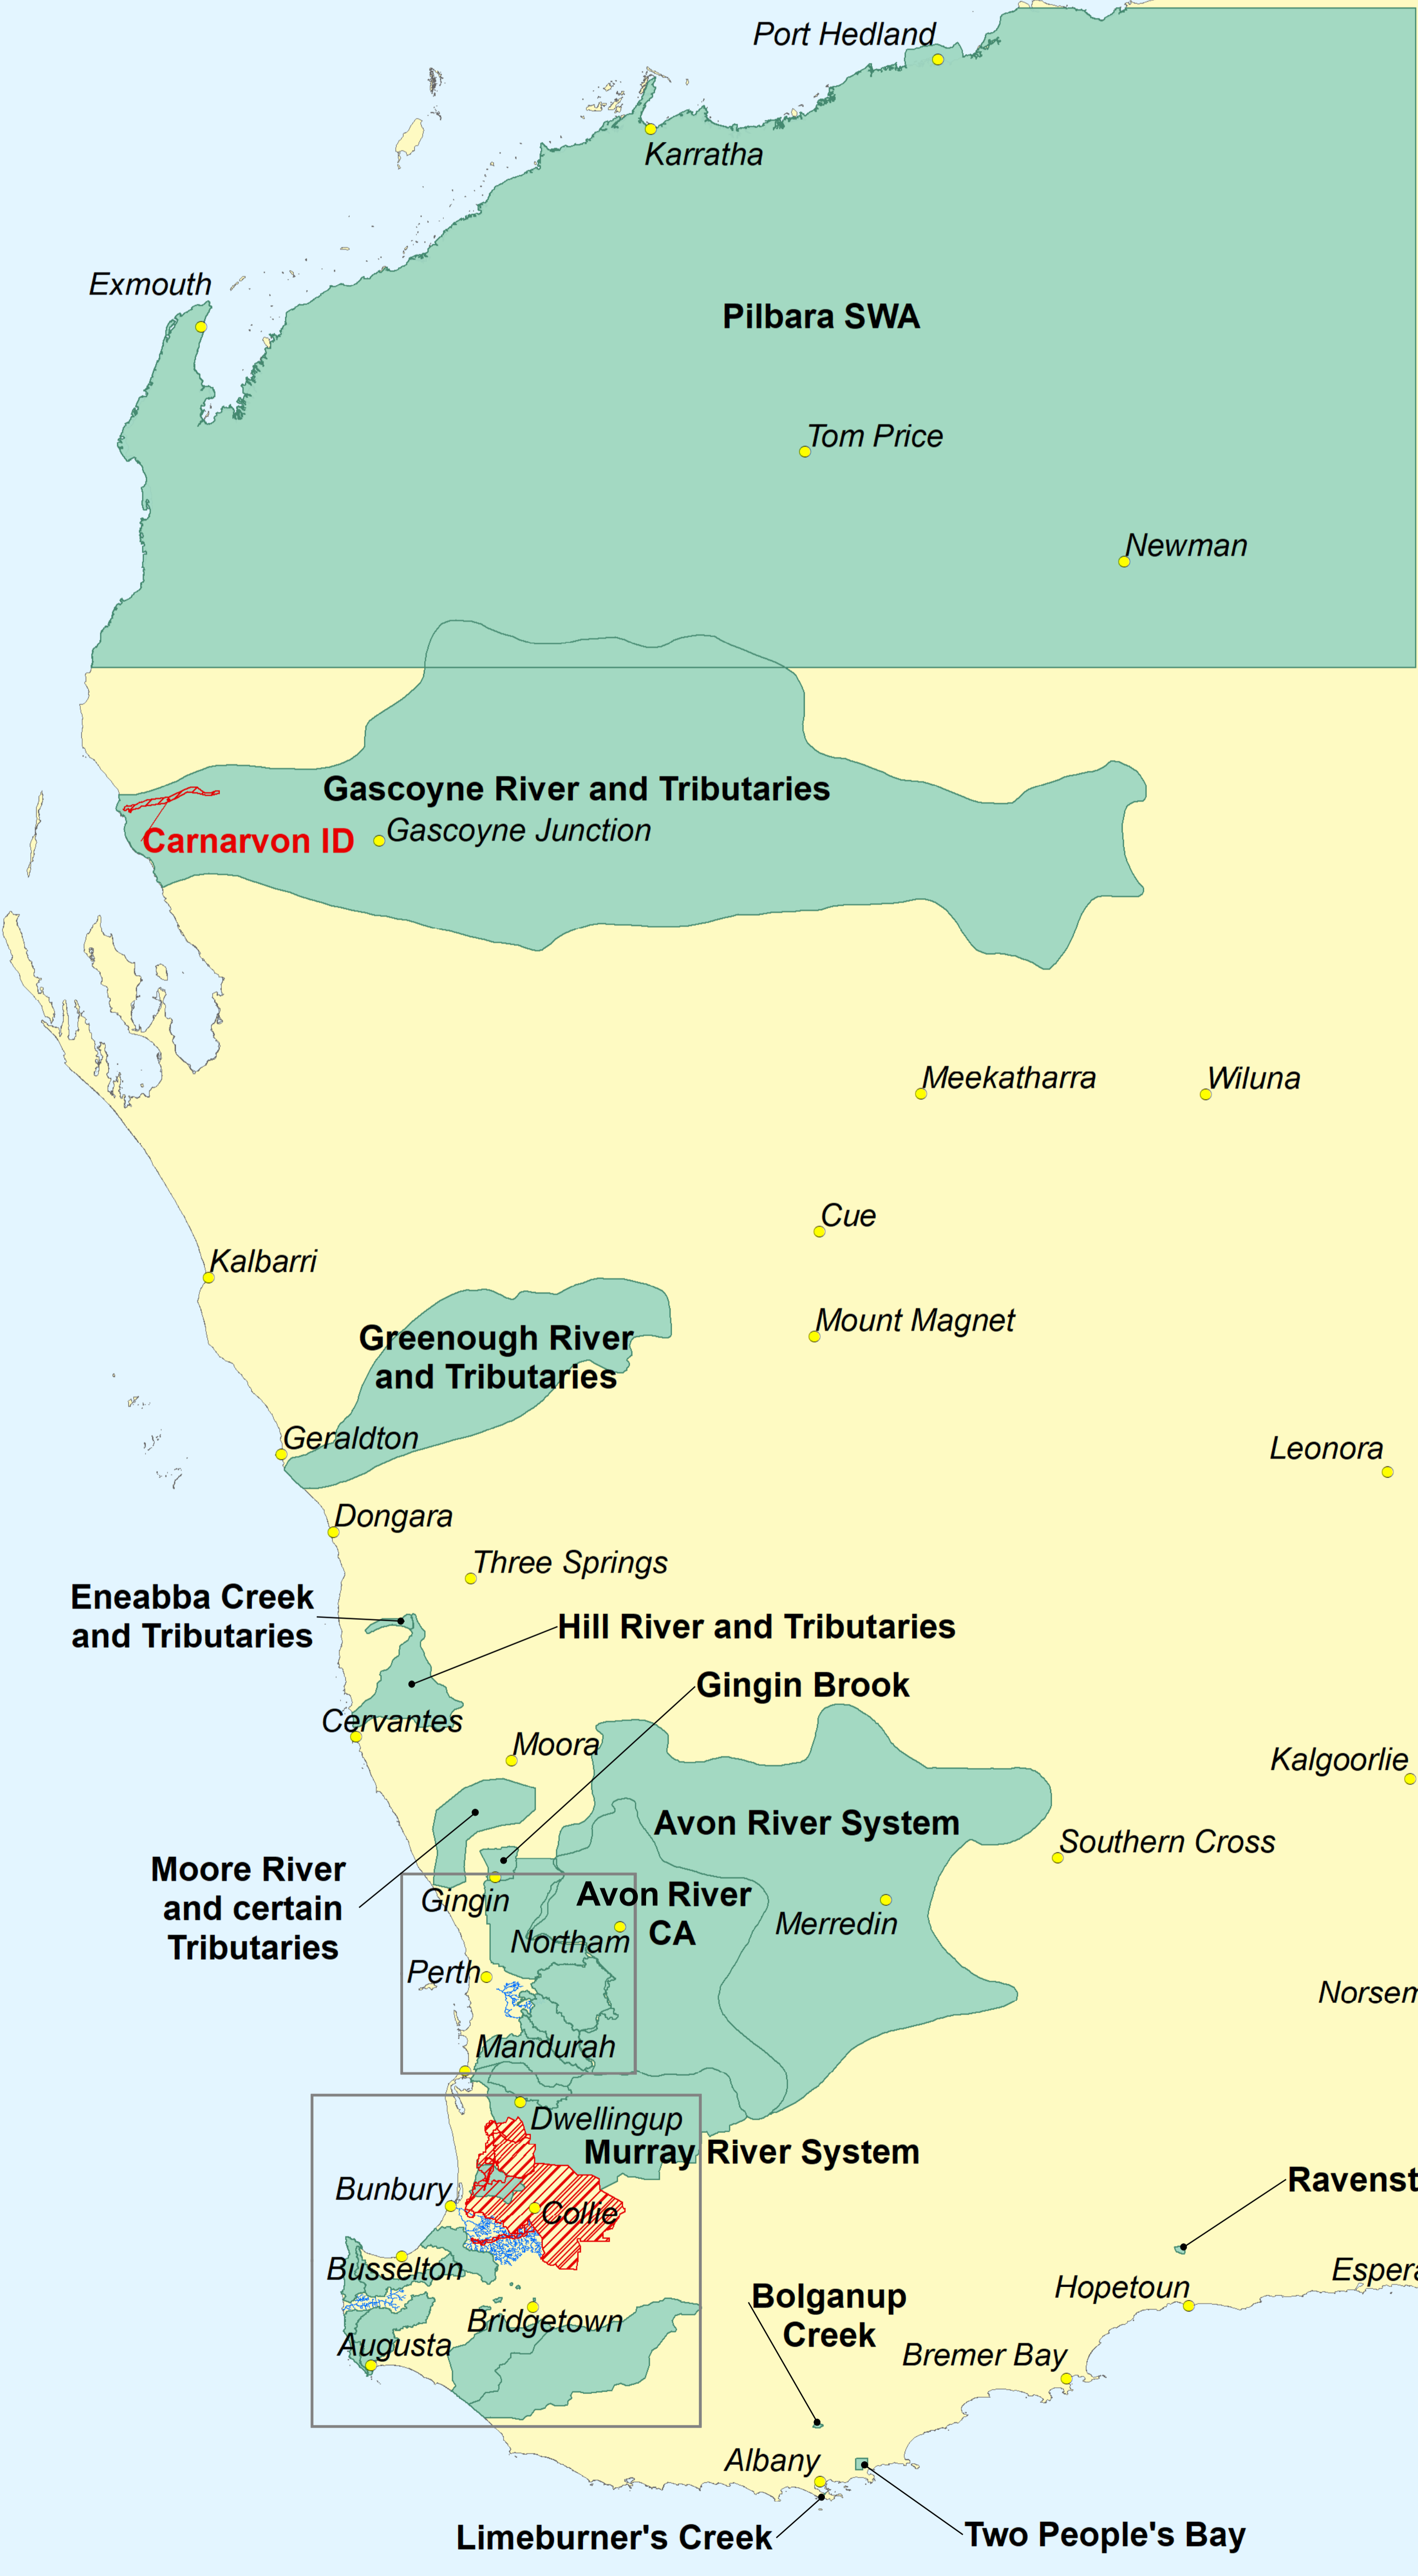 Port Hedland
Karratha
Exmouth
Pilbara SWA
Tom Price
Newman
Gascoyne River and Tributaries
Carnarvon ID
Gascoyne Junction
Meekatharra
Wiluna
Cue
Kalbarri
Mount Magnet
Greenough River
and Tributaries
Geraldton
Leonora
Dongara
Three Springs
Eneabba Creek
and Tributaries
Hill River and Tributaries
Gingin Brook
Cervantes
Moora
Kalgoorlie
Avon River System
Southern Cross
Moore River
and certain
Tributaries
Gingin
Avon River
CA
Merredin
Northam
Perth
Norsem
Mandurah
Dwellingup
Murray River System
Bunbury
Ravenst
Collie
Busselton
Espera
Hopetoun
Bolganup
Creek
Bridgetown
Augusta
Bremer Bay
Albany
Limeburner's Creek
Two People's Bay